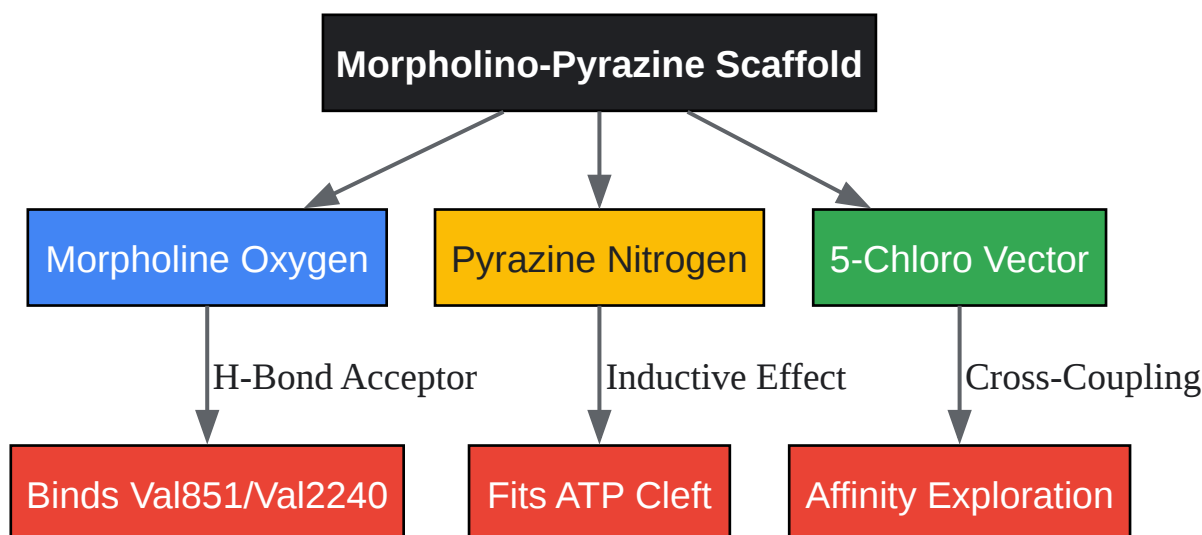 Morpholino-Pyrazine Scaffold
Morpholine Oxygen
Pyrazine Nitrogen
5-Chloro Vector
H-Bond Acceptor
Inductive Effect
Cross-Coupling
Binds Val851/Val2240
Fits ATP Cleft
Affinity Exploration